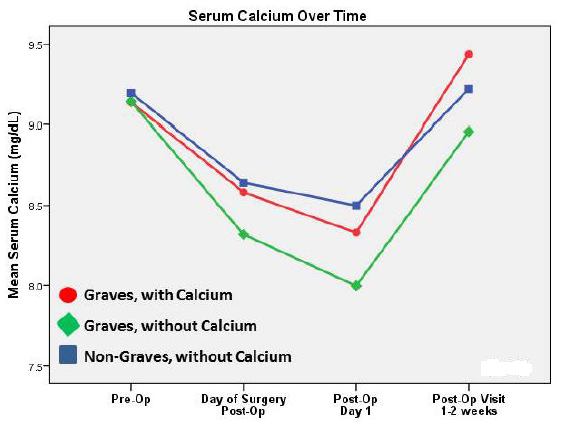 Serum Calcium Over Time
Mean Serum Calcium (mg/dL)
9.5
9.0
8.5
8.0
7.5
Graves, with Calcium
Graves, without Calcium
Non-Graves, without Calcium
Pre-Op
Day of Surgery
Post-Op
Post-Op
Day 1
Post-Op Visit
1-2 weeks